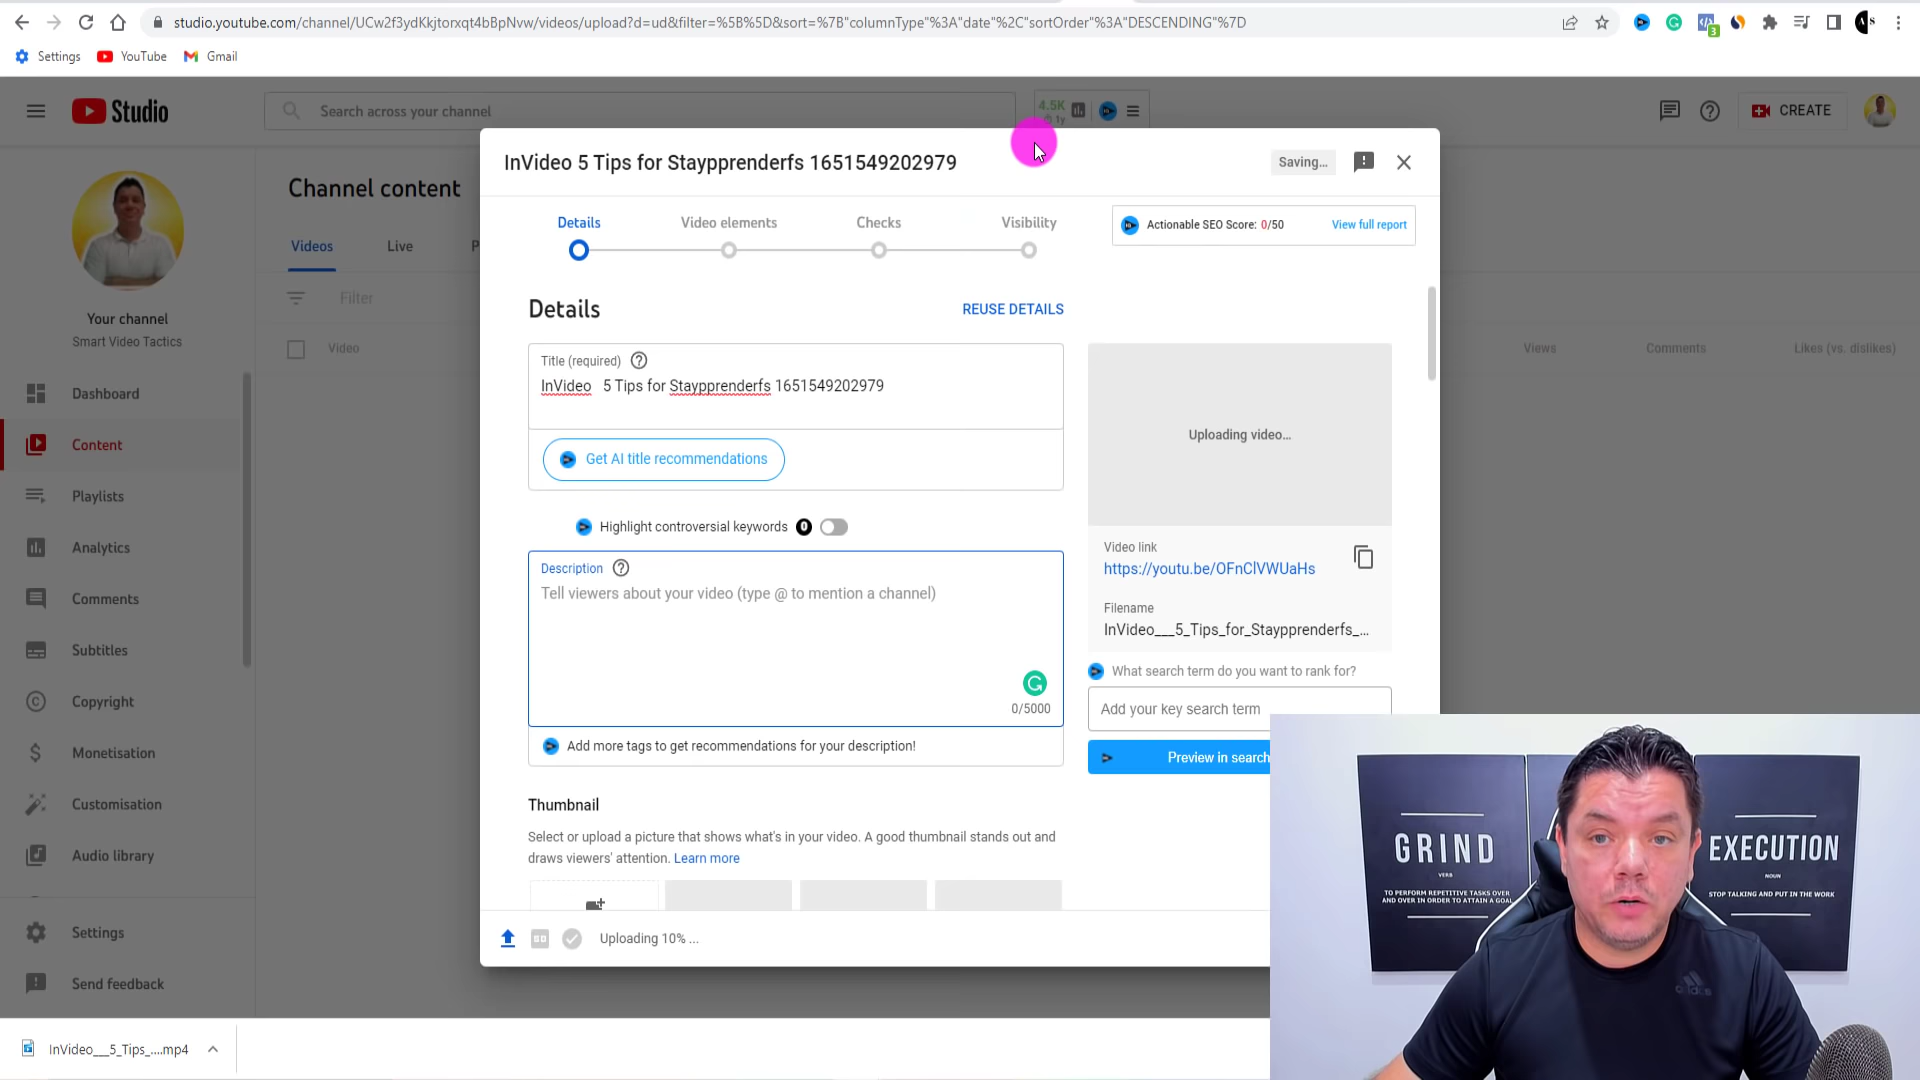 studio.youtube.com/channel/UCw2f3ydKkjtorxqt4bBpNvw/videos/upload?d=ud&filter=%5B%5D&sort=%7B"columnType"%3A"date"%2C"sortOrder"%3A"DESCENDING"%7D
3
A S
Settings
YouTube
Gmail
Studio
Search across your channel
4.5K
1y
CREATE
InVideo 5 Tips for Staypprenderfs 1651549202979
Saving...
Channel content
Details
Video elements
Checks
Visibility
Actionable SEO Score: 0/50
View full report
Videos
Live
P
Filter
Your channel
Smart Video Tactics
Video
Views
Comments
Likes (vs. dislikes)
Details
REUSE DETAILS
Title (required)
InVideo 5 Tips for Staypprenderfs 1651549202979
Get AI title recommendations
Highlight controversial keywords 0
Description
Tell viewers about your video (type @ to mention a channel)
0/5000
Add more tags to get recommendations for your description!
Uploading video...
Video link
https://youtu.be/OFnClVWUaHs
Filename
InVideo___5_Tips_for_Staypprenderfs_...
What search term do you want to rank for?
Add your key search term
Preview in search
Thumbnail
Select or upload a picture that shows what's in your video. A good thumbnail stands out and
draws viewers' attention. Learn more
Uploading 10% ...
Dashboard
Content
Playlists
Analytics
Comments
Subtitles
Copyright
Monetisation
Customisation
Audio library
Settings
Send feedback
InVideo___5_Tips_....mp4
GRIND
VERB
TO PERFORM REPETITIVE TASKS OVER
AND OVER IN ORDER TO ATTAIN A GOAL
EXECUTION
NOUN
STOP TALKING AND PUT IN THE WORK
adidas